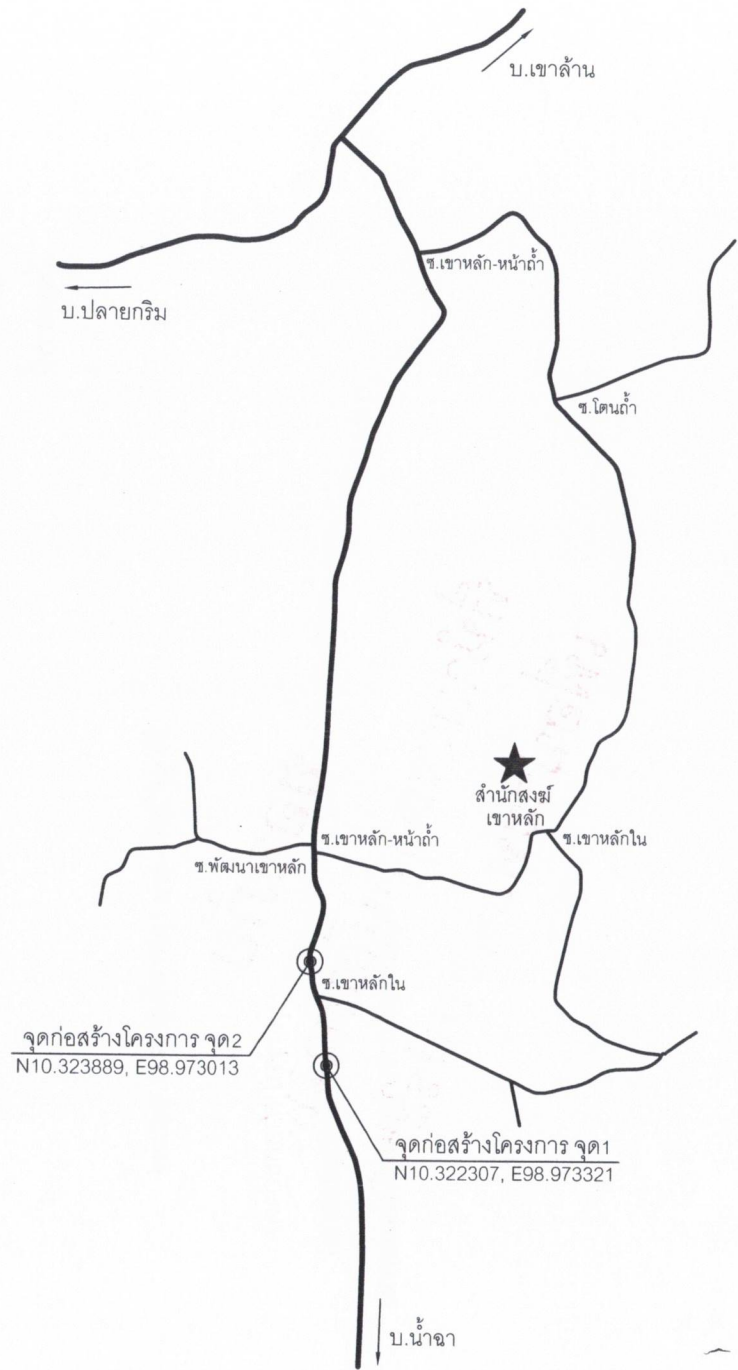 บ.เขาล้าน
ซ.เขาหลัก-หน้าถ้ำ
บ.ปลายกริม
ซ.โตนถ้ำ
สำนักสงฆ์
เขาหลัก
ซ.เขาหลัก-หน้าถ้ำ
ซ.เขาหลักใน
ซ.พัฒนาเขาหลัก
ซ.เขาหลักใน
จุดก่อสร้างโครงการ จุด2
N10.323889, E98.973013
จุดก่อสร้างโครงการ จุด1
N10.322307, E98.973321
บ.น้ำฉา